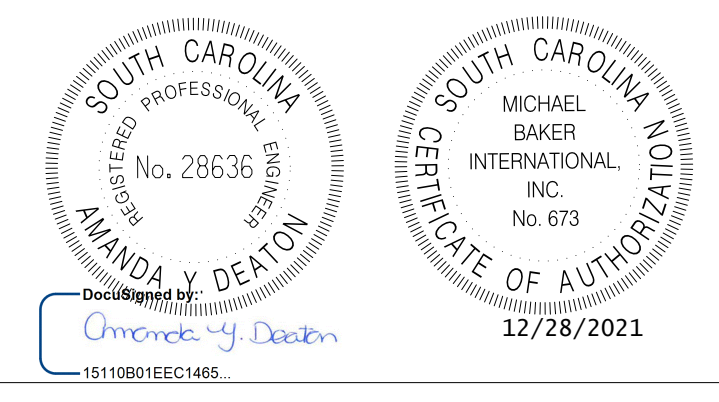 SOUTH CAROLINA
REGISTERED PROFESSIONAL ENGINEER
No. 28636
AMANDA Y DEATON
DocuSigned by:
Amanda Y. Deaton
15110B01EEC1465...
SOUTH CAROLINA
CERTIFICATE OF AUTHORIZATION
MICHAEL
BAKER
INTERNATIONAL,
INC.
No. 673
12/28/2021